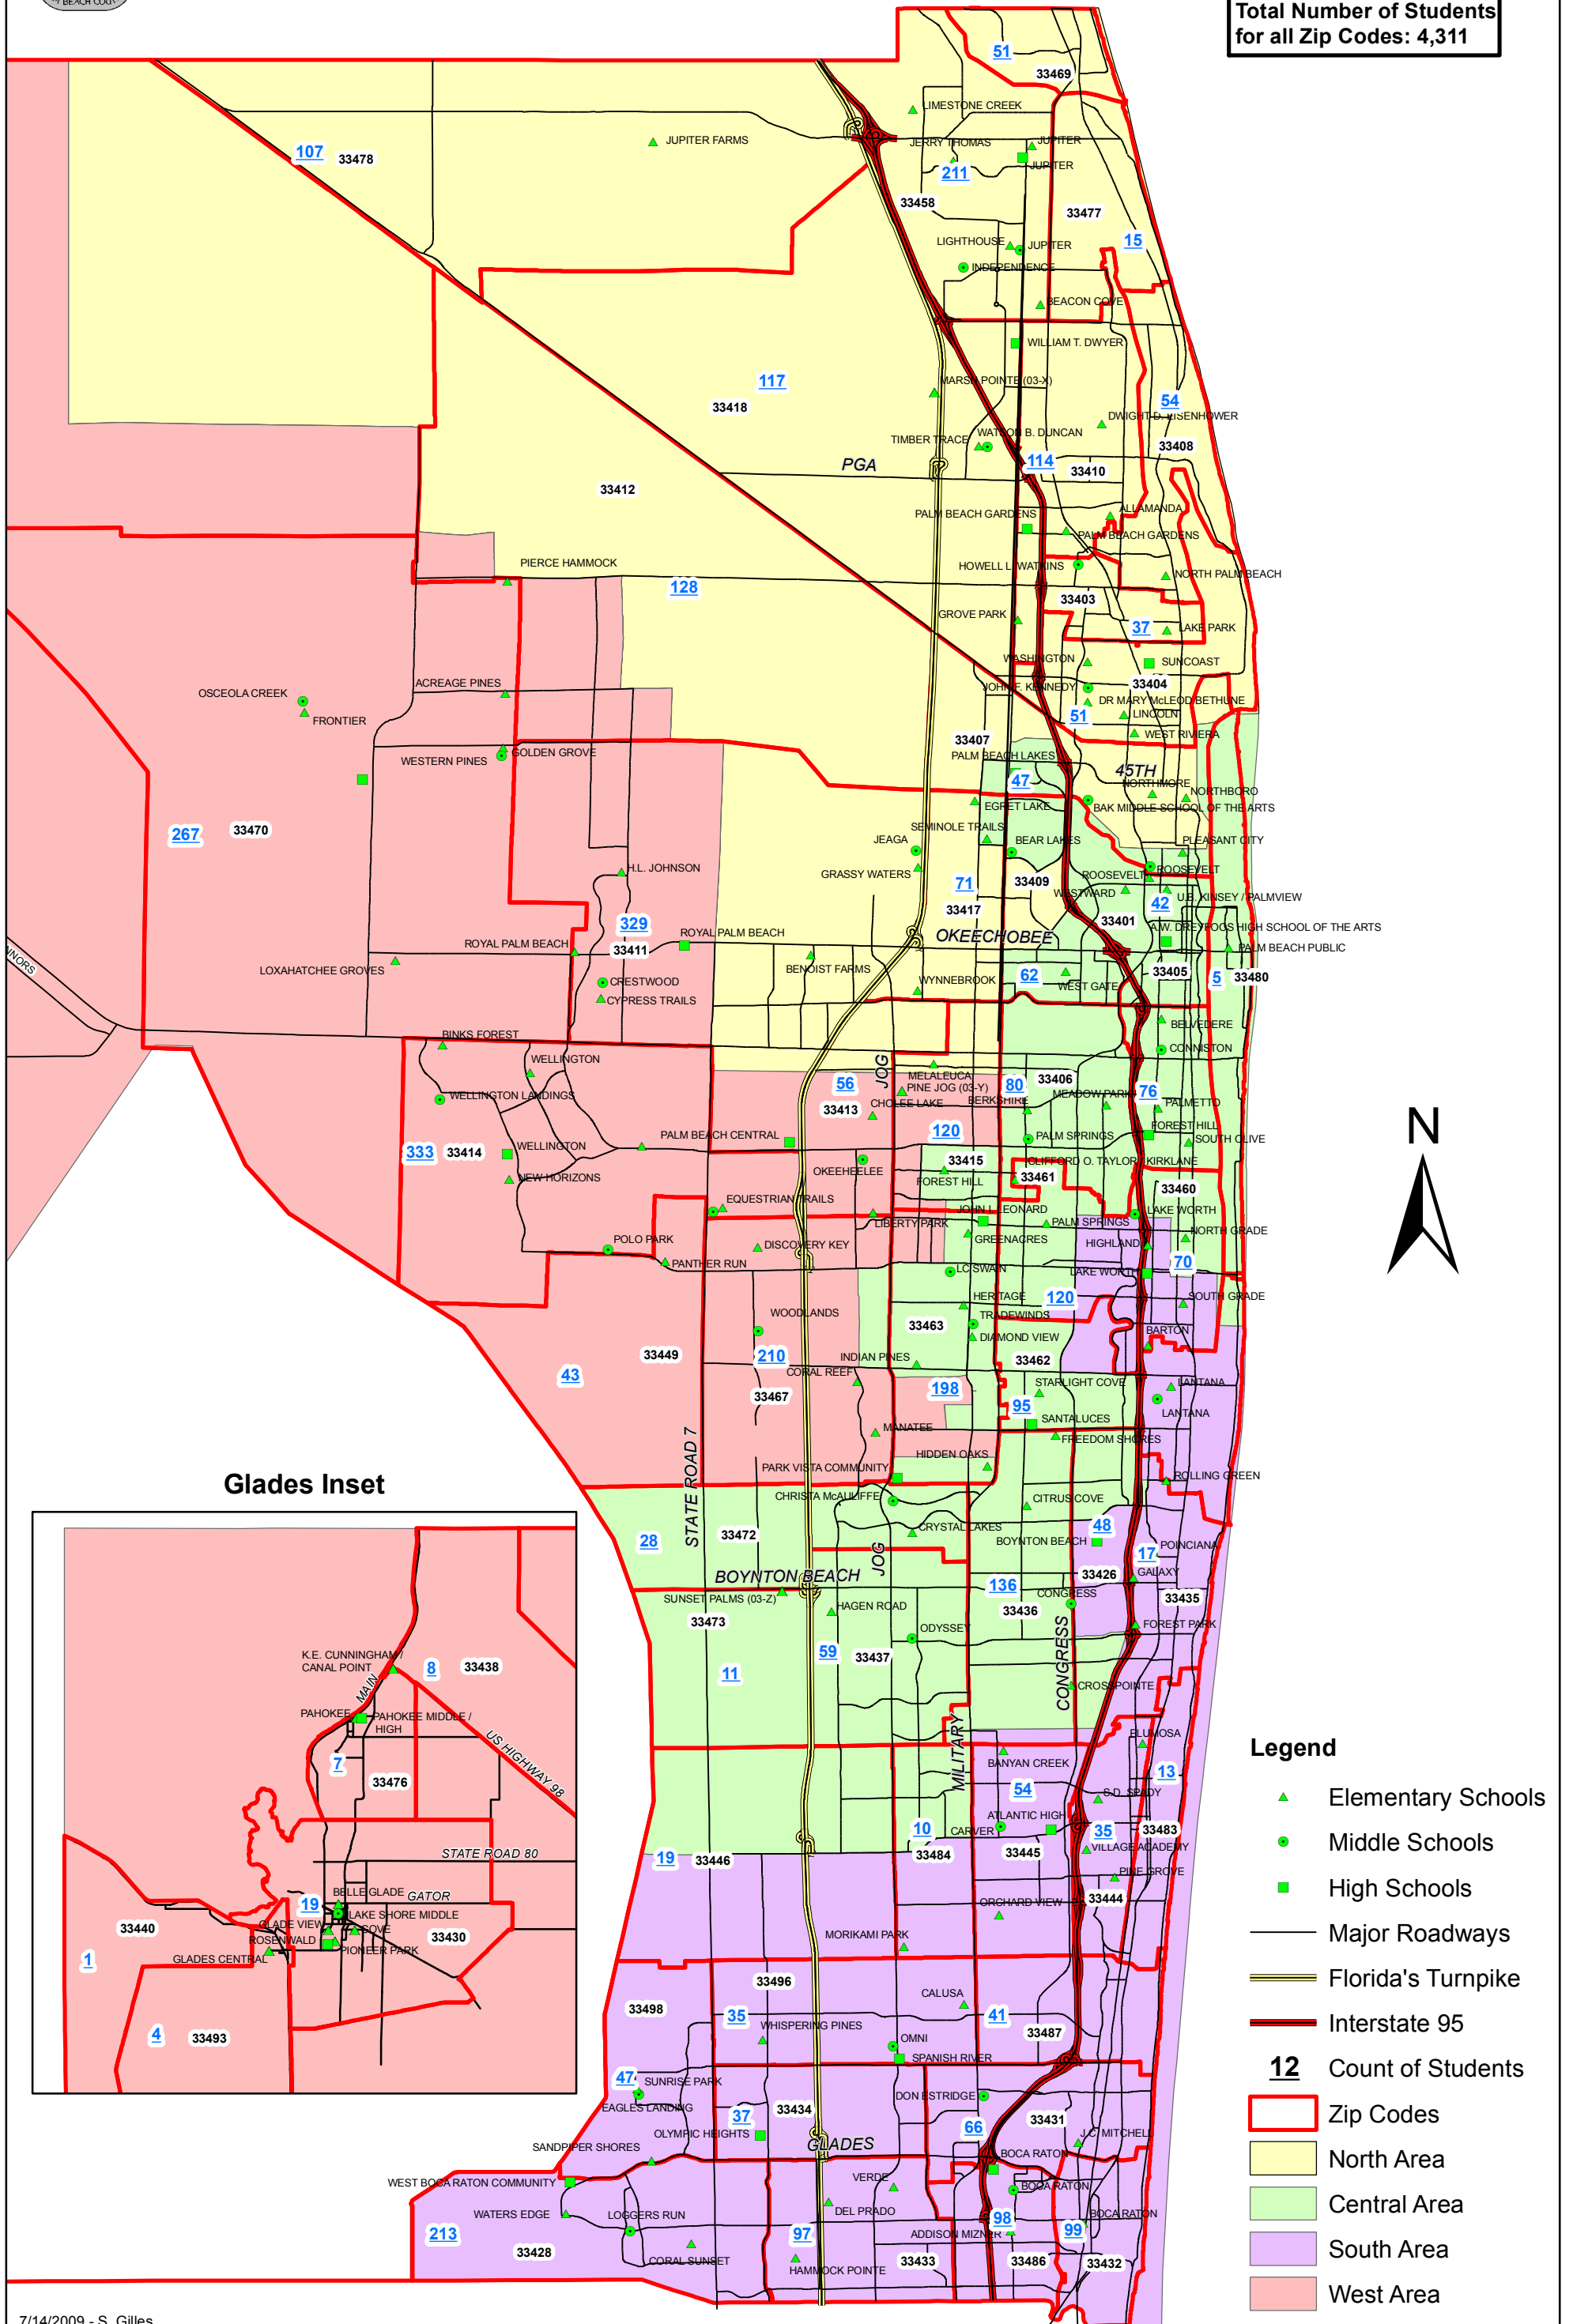 BEACH COUN
Total Number of Students
for all Zip Codes: 4,311
51
33469
LIMESTONE CREEK
JUPITER FARMS
JERRY THOMAS
JUPITER
JUPITER
107
33478
211
33458
33477
15
LIGHTHOUSE
JUPITER
INDEPENDENCE
BEACON COVE
WILLIAM T. DWYER
117
MARSH POINTE (03-X)
33418
54
DWIGHT D. EISENHOWER
TIMBER TRACE
WATSON B. DUNCAN
33408
PGA
114
33410
33412
PALM BEACH GARDENS
ALLAMANDA
PALM BEACH GARDENS
PIERCE HAMMOCK
HOWELL L. WATKINS
NORTH PALM BEACH
128
33403
GROVE PARK
37
LAKE PARK
WASHINGTON
SUNCOAST
ACREAGE PINES
JOHN F. KENNEDY
33404
OSCEOLA CREEK
DR MARY McLEOD BETHUNE
FRONTIER
51
LINCOLN
WEST RIVIERA
33407
GOLDEN GROVE
WESTERN PINES
PALM BEACH LAKES
45TH
47
NORTHMORE
NORTHBORO
EGRET LAKE
BAK MIDDLE SCHOOL OF THE ARTS
267
33470
SEMINOLE TRAILS
JEAGA
BEAR LAKES
PLEASANT CITY
H.L. JOHNSON
GRASSY WATERS
ROOSEVELT
ROOSEVELT
71
33409
WESTWARD
U.B. KINSEY / PALMVIEW
42
33417
33401
329
A.W. DREYFOOS HIGH SCHOOL OF THE ARTS
ROYAL PALM BEACH
OKEECHOBEE
ROYAL PALM BEACH
33411
PALM BEACH PUBLIC
NNORS
LOXAHATCHEE GROVES
BENOIST FARMS
62
WEST GATE
33405
5
33480
CRESTWOOD
WYNNEBROOK
CYPRESS TRAILS
BELVEDERE
BINKS FOREST
CONNISTON
WELLINGTON
JOG
MELALEUCA
33406
56
PINE JOG (03-Y)
80
MEADOW PARK
76
WELLINGTON LANDINGS
33413
CHOLEE LAKE
BERKSHIRE
PALMETTO
120
FOREST HILL
PALM BEACH CENTRAL
PALM SPRINGS
SOUTH OLIVE
333
33414
WELLINGTON
33415
CLIFFORD O. TAYLOR / KIRKLANE
OKEEHEELEE
NEW HORIZONS
FOREST HILL
33461
33460
EQUESTRIAN TRAILS
JOHN I. LEONARD
LAKE WORTH
LIBERTY PARK
PALM SPRINGS
GREENACRES
NORTH GRADE
POLO PARK
DISCOVERY KEY
HIGHLAND
PANTHER RUN
LC SWAIN
LAKE WORTH
70
HERITAGE
120
SOUTH GRADE
WOODLANDS
TRADEWINDS
33463
DIAMOND VIEW
BARTON
33449
210
INDIAN PINES
33462
43
CORAL REEF
STARLIGHT COVE
LANTANA
198
33467
95
LANTANA
SANTALUCES
MANATEE
FREEDOM SHORES
STATE ROAD 7
HIDDEN OAKS
PARK VISTA COMMUNITY
ROLLING GREEN
Glades Inset
CHRISTA McAULIFFE
CITRUS COVE
CRYSTAL LAKES
48
28
33472
BOYNTON BEACH
POINCIANA
17
JOG
BOYNTON BEACH
33426
GALAXY
136
SUNSET PALMS (03-Z)
CONGRESS
33435
HAGEN ROAD
33436
33473
ODYSSEY
FOREST PARK
59
33437
CONGRESS
11
CROSSPOINTE
K.E. CUNNINGHAM /
CANAL POINT
8
33438
MAIN
PAHOKEE
PAHOKEE MIDDLE /
HIGH
US HIGHWAY 98
7
33476
MILITARY
PLUMOSA
BANYAN CREEK
13
54
S.D. SPADY
ATLANTIC HIGH
10
CARVER
35
33483
VILLAGE ACADEMY
19
33446
33484
33445
PINE GROVE
STATE ROAD 80
BELLE GLADE
GATOR
19
LAKE SHORE MIDDLE
ORCHARD VIEW
33444
33440
GLADE VIEW
GOVE
ROSENWALD
33430
PIONEER PARK
GLADES CENTRAL
MORIKAMI PARK
1
4
33493
33496
33498
CALUSA
35
WHISPERING PINES
41
33487
OMNI
SPANISH RIVER
47
SUNRISE PARK
DON ESTRIDGE
EAGLES LANDING
37
33434
33431
66
OLYMPIC HEIGHTS
J.C. MITCHELL
SANDPIPER SHORES
GLADES
BOCA RATON
WEST BOCA RATON COMMUNITY
VERDE
BOCA RATON
WATERS EDGE
LOGGERS RUN
DEL PRADO
BOCA RATON
213
97
ADDISON MIZNER
98
99
33428
CORAL SUNSET
HAMMOCK POINTE
33433
33486
33432
N
Legend
Elementary Schools
Middle Schools
High Schools
Major Roadways
Florida's Turnpike
Interstate 95
12 Count of Students
Zip Codes
North Area
Central Area
South Area
West Area
7/14/2009 - S. Gilles